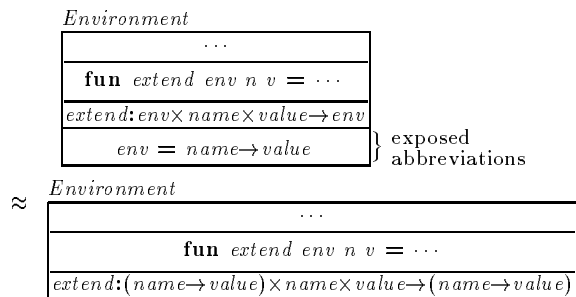 Environment
· · ·
fun extend env n v = · · ·
extend:env×name×value→env
env = name→value
} exposed
abbreviations
≈
Environment
· · ·
fun extend env n v = · · ·
extend:(name→value)×name×value→(name→value)